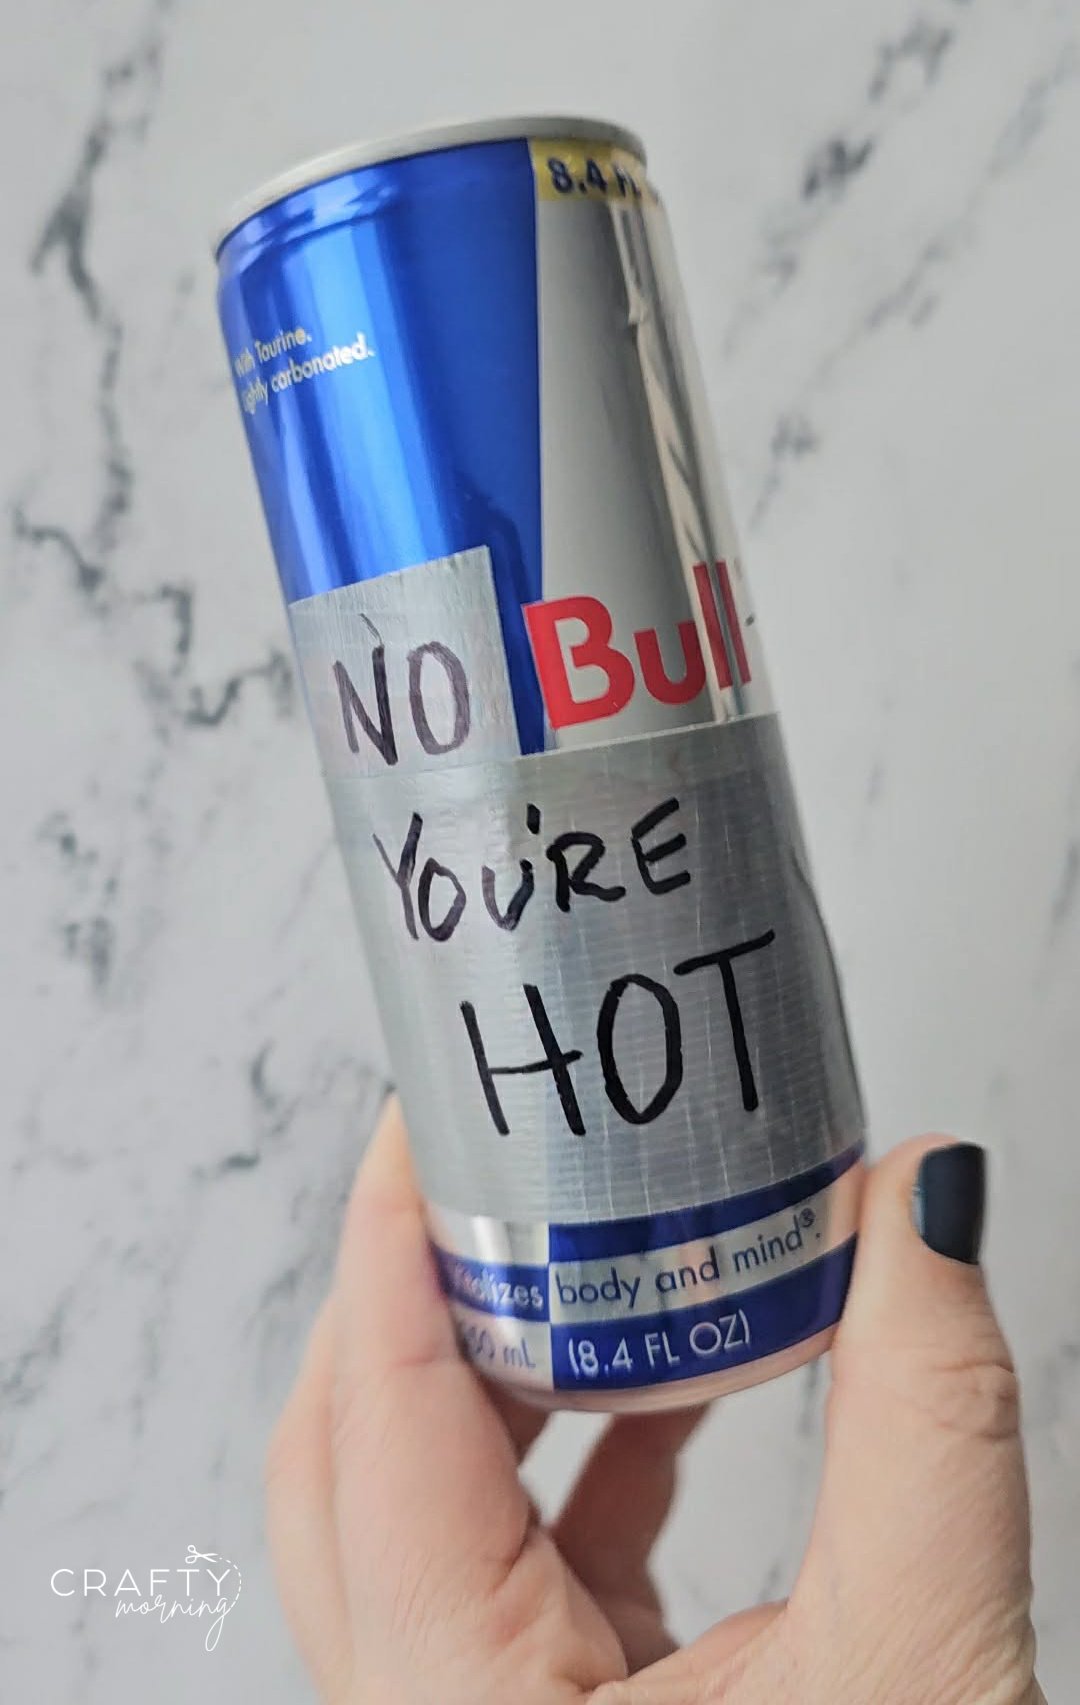 8.4 FL
With Taurine.
Lightly carbonated.
NO Bull
YOU'RE
HOT
body and mind®.
(8.4 FL OZ)
CRAFTY
morning